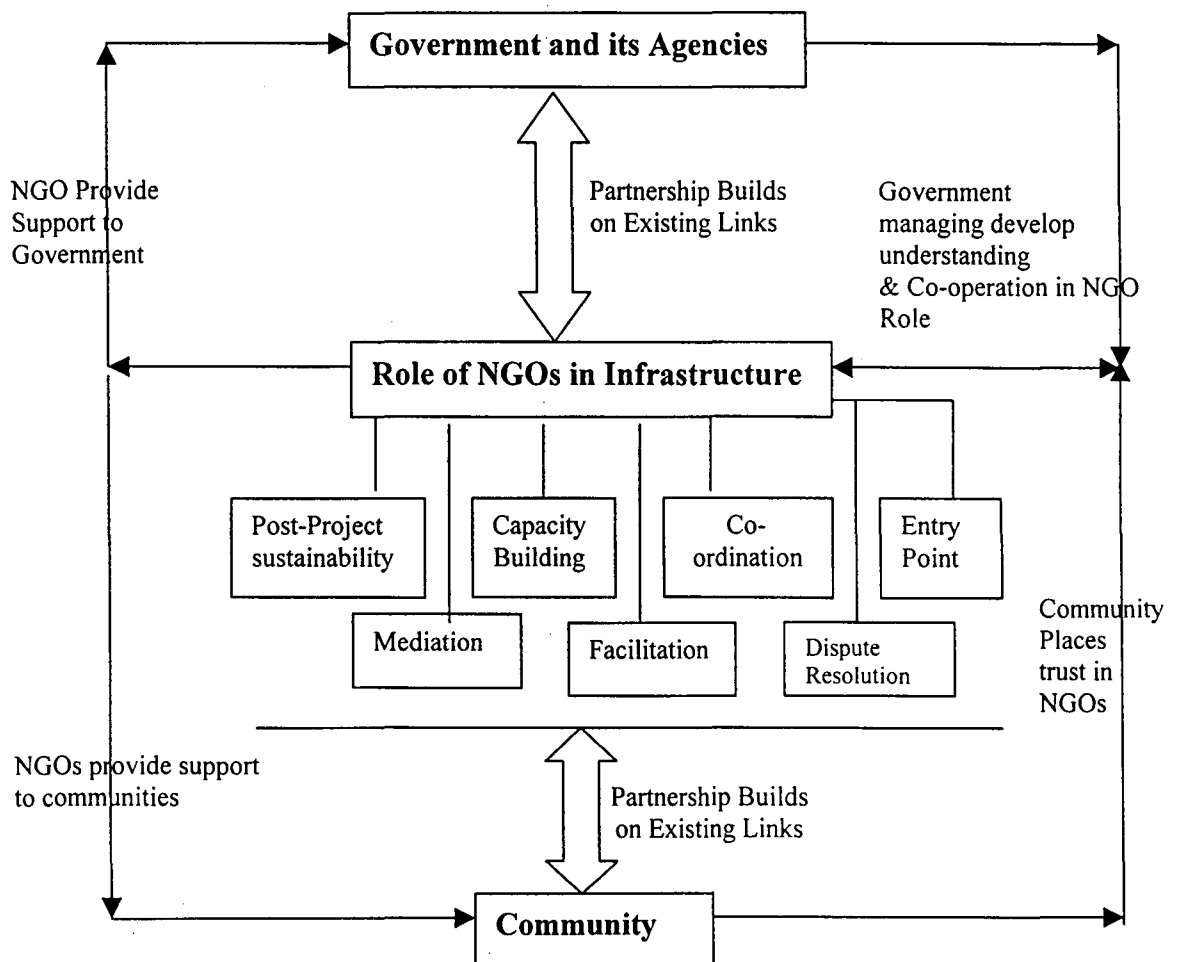 Government and its Agencies
NGO Provide
Support to
Government
Partnership Builds
on Existing Links
Government
managing develop
understanding
& Co-operation in NGO
Role
Role of NGOs in Infrastructure
Post-Project
sustainability
Capacity
Building
Co-
ordination
Entry
Point
Mediation
Facilitation
Dispute
Resolution
Community
Places
trust in
NGOs
NGOs provide support
to communities
Partnership Builds
on Existing Links
Community